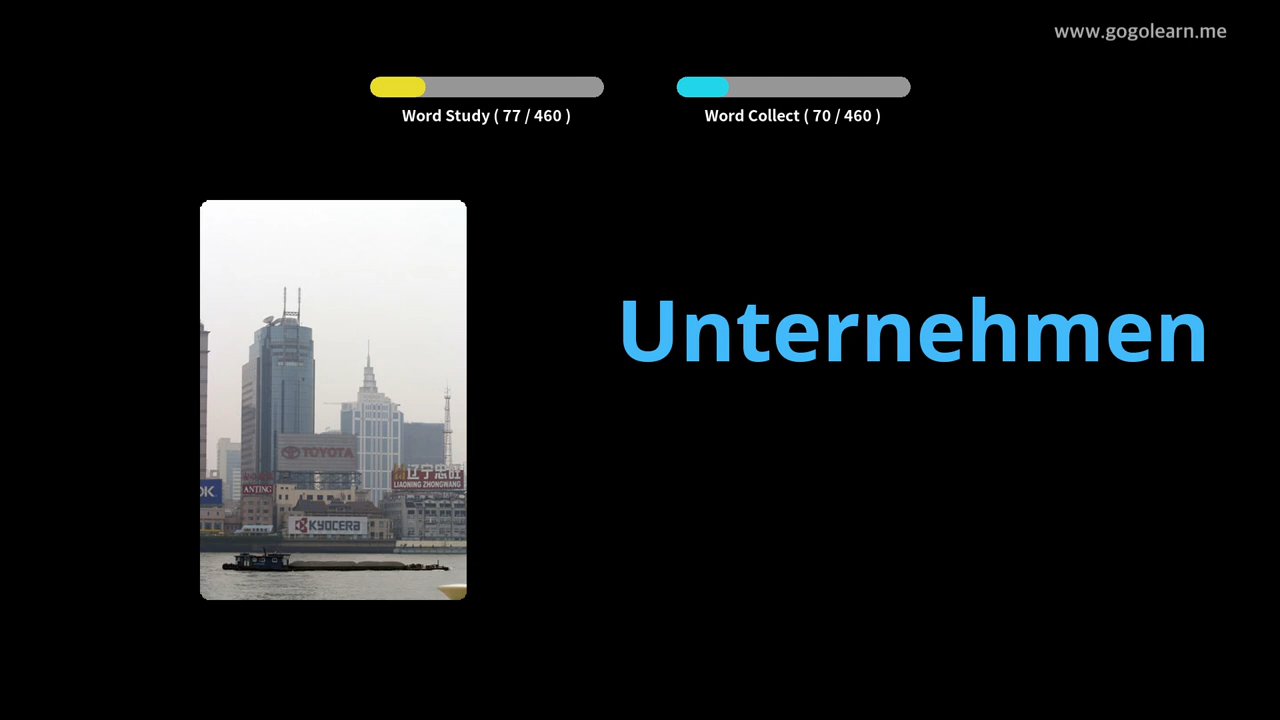 www.gogolearn.me
Word Study ( 77 / 460 )
Word Collect ( 70 / 460 )
Unternehmen
TOYOTA
辽宁忠旺
LIAONING ZHONGWANG
OK
ANTING
KYOCERA